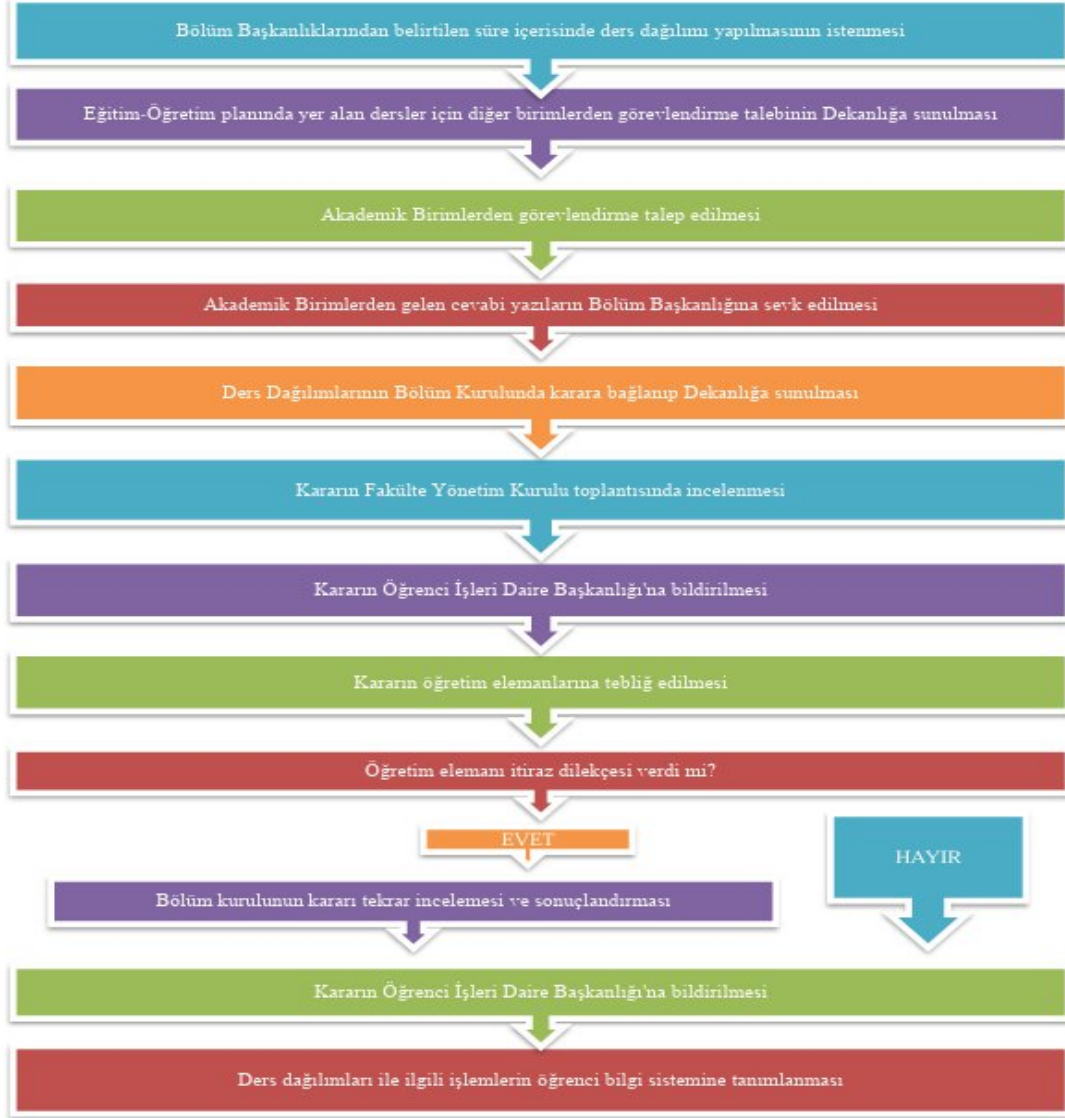 Bölüm Başkanlıklarından belirtilen süre içerisinde ders dağılımı yapılmasının istenmesi
Eğitim-Öğretim planında yer alan dersler için diğer birimlerden görevlendirme talebinin Dekanlığa sunulması
Akademik Birimlerden görevlendirme talep edilmesi
Akademik Birimlerden gelen cevabi yazıların Bölüm Başkanlığına sevk edilmesi
Ders Dağılımlarının Bölüm Kurulunda karara bağlanıp Dekanlığa sunulması
Kararın Fakülte Yönetim Kurulu toplantısında incelenmesi
Kararın Öğrenci İşleri Daire Başkanlığı'na bildirilmesi
Kararın öğretim elemanlarına tebliğ edilmesi
Öğretim elemanı itiraz dilekçesi verdi mi?
EVET
HAYIR
Bölüm kurulunun kararı tekrar incelemesi ve sonuçlandırması
Kararın Öğrenci İşleri Daire Başkanlığı'na bildirilmesi
Ders dağılımları ile ilgili işlemlerin öğrenci bilgi sistemine tanımlanması